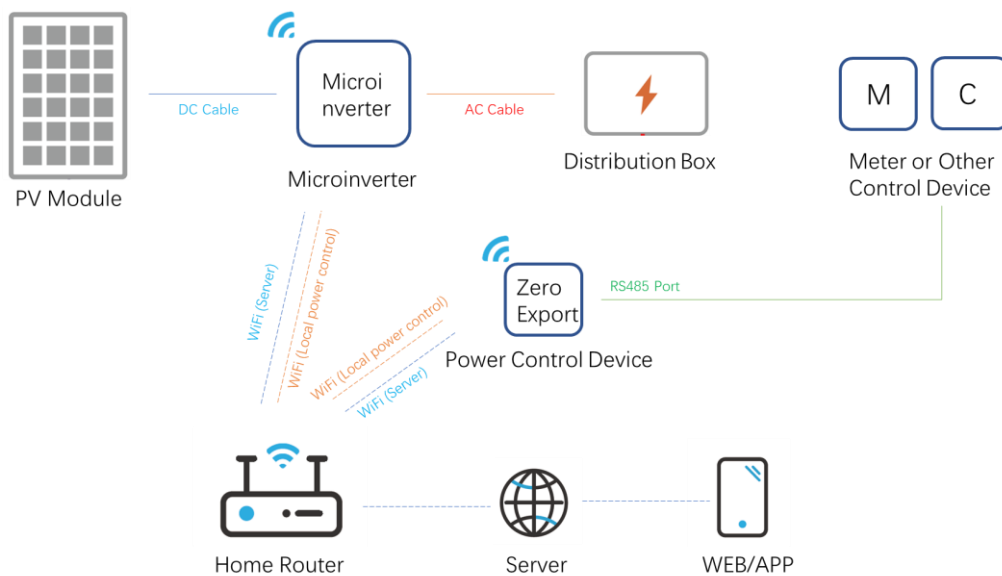 Microi
nverter
M
C
DC Cable
AC Cable
Distribution Box
Meter or Other
Control Device
PV Module
Microinverter
WiFi (Server)
WiFi (Local power control)
Zero
Export
RS485 Port
WiFi (Local power control)
WiFi (Server)
Power Control Device
Home Router
Server
WEB/APP